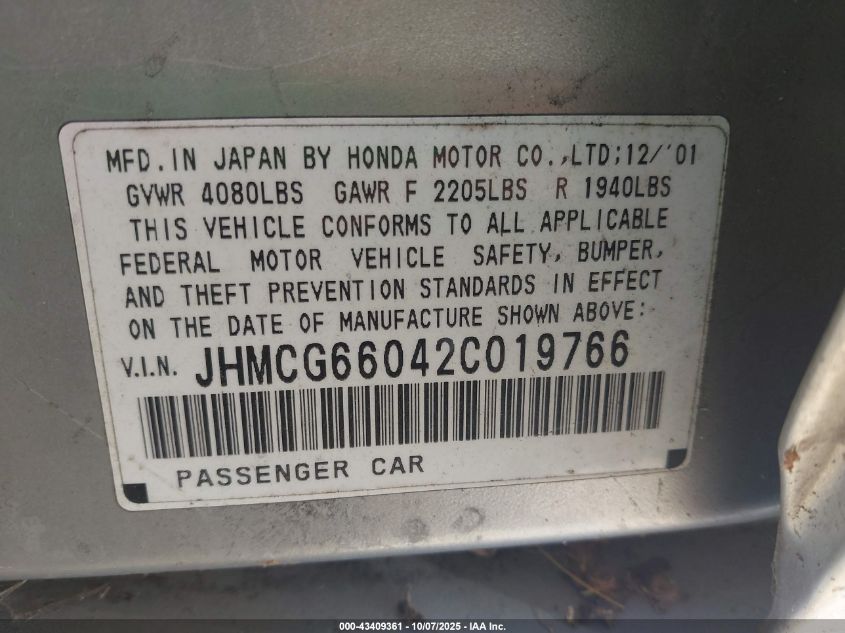 MFD.IN JAPAN BY HONDA MOTOR CO.,LTD;12/'01
GVWR 4080LBS GAWR F 2205LBS R 1940LBS
THIS VEHICLE CONFORMS TO ALL APPLICABLE
FEDERAL MOTOR VEHICLE SAFETY, BUMPER,
AND THEFT PREVENTION STANDARDS IN EFFECT
ON THE DATE OF MANUFACTURE SHOWN ABOVE:
V.I.N. JHMCG66042C019766
PASSENGER CAR
000-43409361 - 10/07/2025 - IAA Inc.